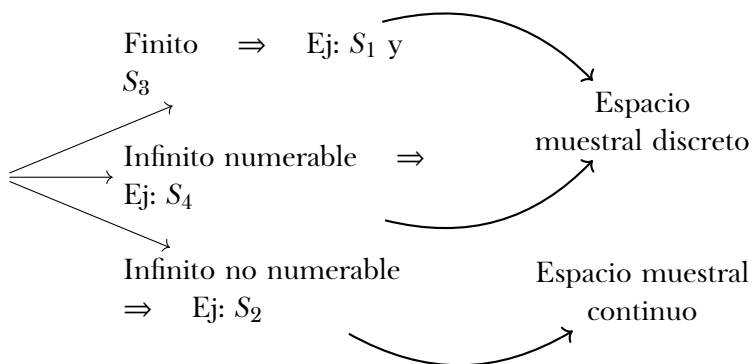 Finito ⇒ Ej: S₁ y
S₃
Infinito numerable ⇒
Ej: S₄
Infinito no numerable
⇒ Ej: S₂
Espacio
muestral discreto
Espacio muestral
continuo